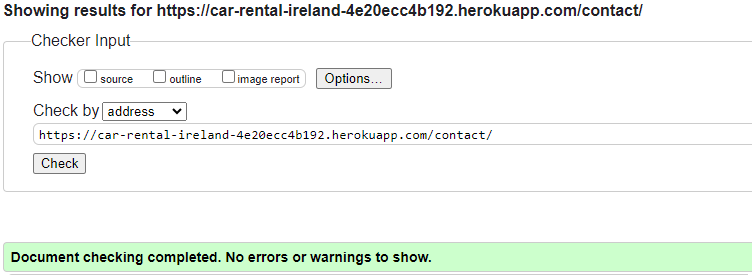 Showing results for https://car-rental-ireland-4e20ecc4b192.herokuapp.com/contact/
Checker Input
Show source outline image report Options...
Check by address
https://car-rental-ireland-4e20ecc4b192.herokuapp.com/contact/
Check
Document checking completed. No errors or warnings to show.